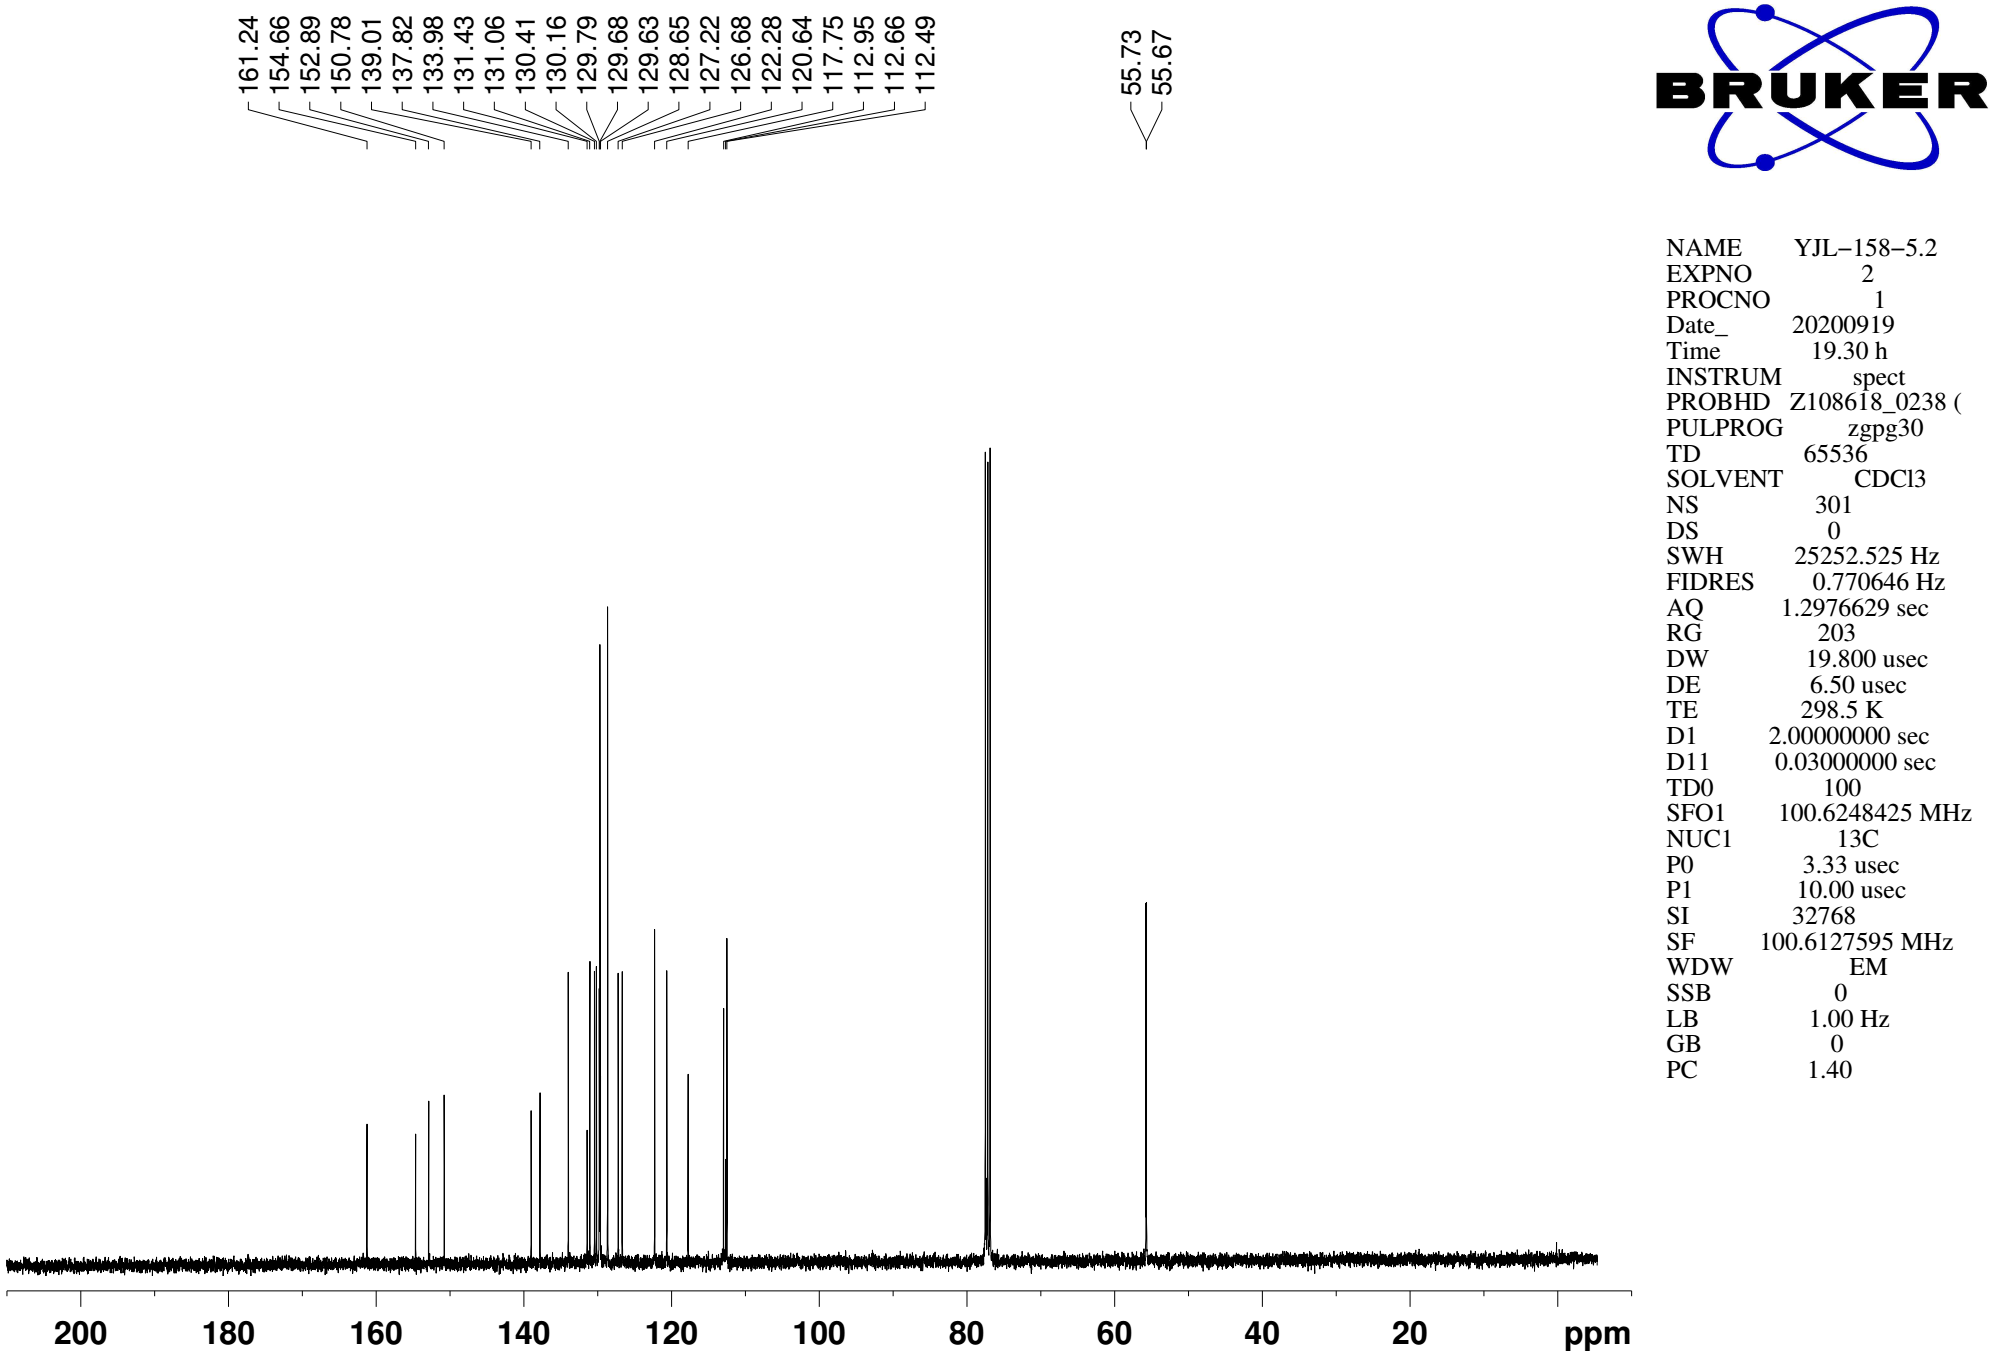 161.24
154.66
152.89
150.78
139.01
137.82
133.98
131.43
131.06
130.41
130.16
129.79
129.68
129.63
128.65
127.22
126.68
122.28
120.64
117.75
112.95
112.66
112.49
55.73
55.67
BRUKER
NAME YJL−158−5.2
EXPNO 2
PROCNO 1
Date_ 20200919
Time 19.30 h
INSTRUM spect
PROBHD Z108618_0238 (
PULPROG zgpg30
TD 65536
SOLVENT CDCl3
NS 301
DS 0
SWH 25252.525 Hz
FIDRES 0.770646 Hz
AQ 1.2976629 sec
RG 203
DW 19.800 usec
DE 6.50 usec
TE 298.5 K
D1 2.00000000 sec
D11 0.03000000 sec
TD0 100
SFO1 100.6248425 MHz
NUC1 13C
P0 3.33 usec
P1 10.00 usec
SI 32768
SF 100.6127595 MHz
WDW EM
SSB 0
LB 1.00 Hz
GB 0
PC 1.40
200 180 160 140 120 100 80 60 40 20 ppm